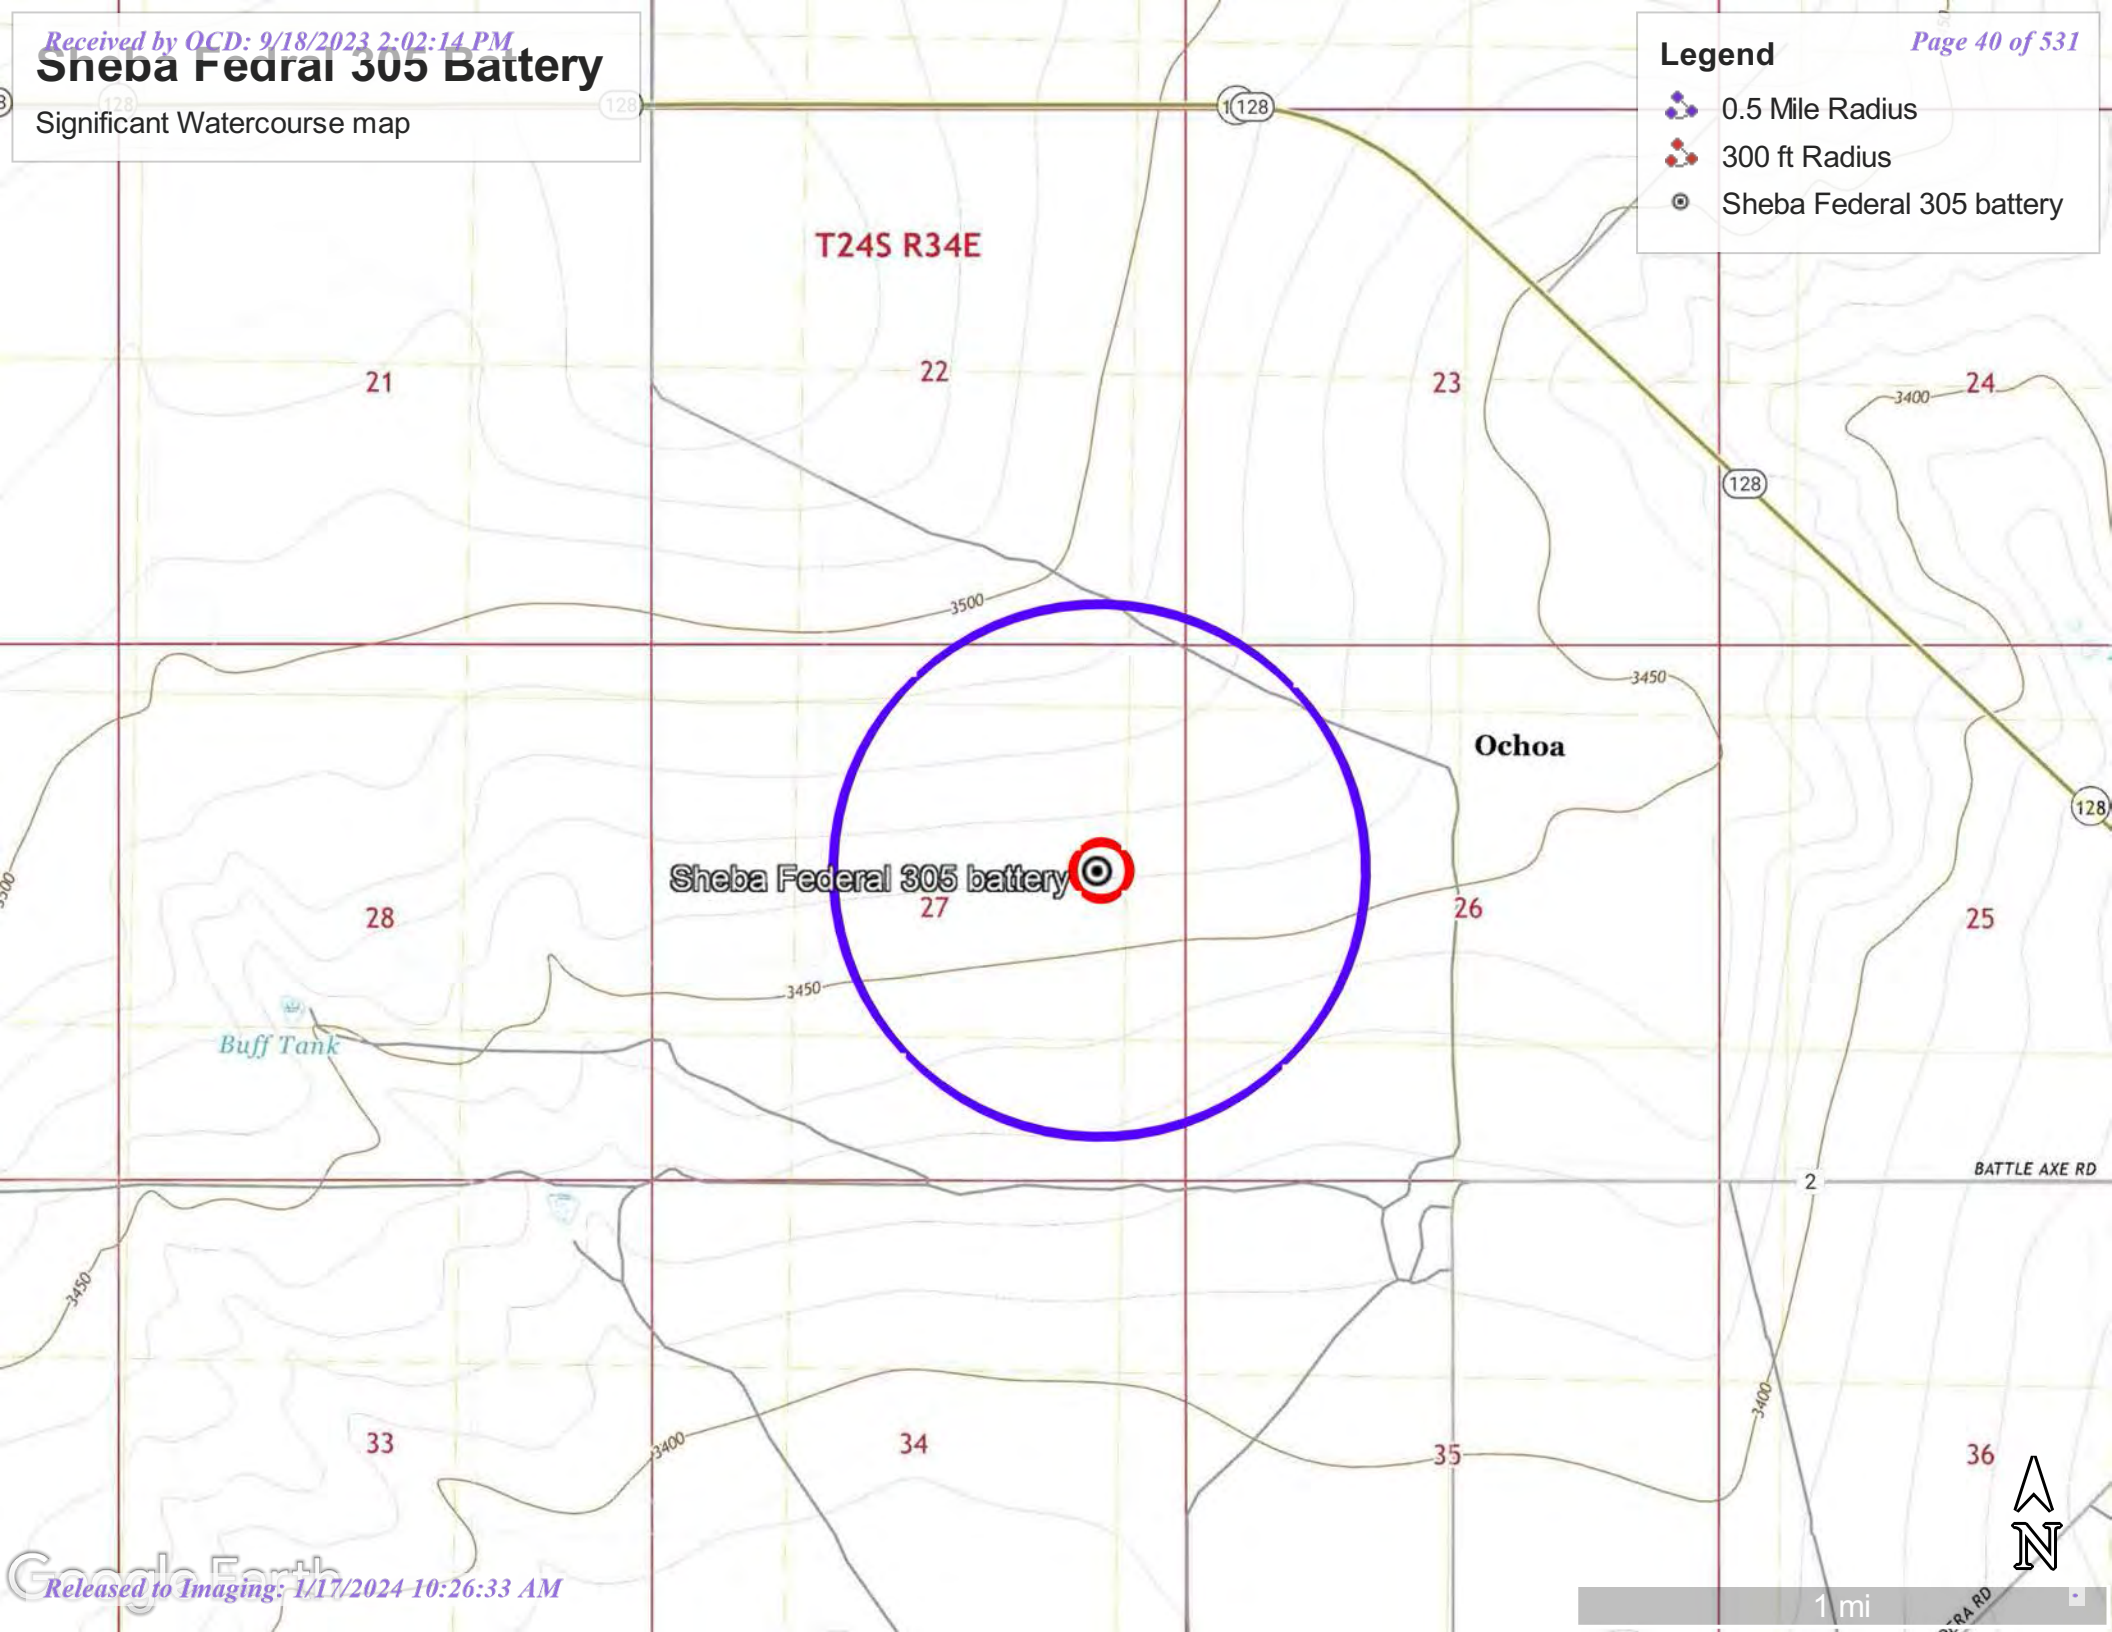 Received by OCD: 9/18/2023 2:02:14 PM
Page 40 of 531
Sheba Fedral 305 Battery
Significant Watercourse map
Legend
0.5 Mile Radius
300 ft Radius
Sheba Federal 305 battery
128
128
128
T24S R34E
21
22
23
24
3400
128
3500
3450
Ochoa
128
Sheba Federal 305 battery
27
26
28
25
3450
Buff Tank
BATTLE AXE RD
2
3450
3400
33
3400
34
35
36
N
Google Earth
Released to Imaging: 1/17/2024 10:26:33 AM
1 mi